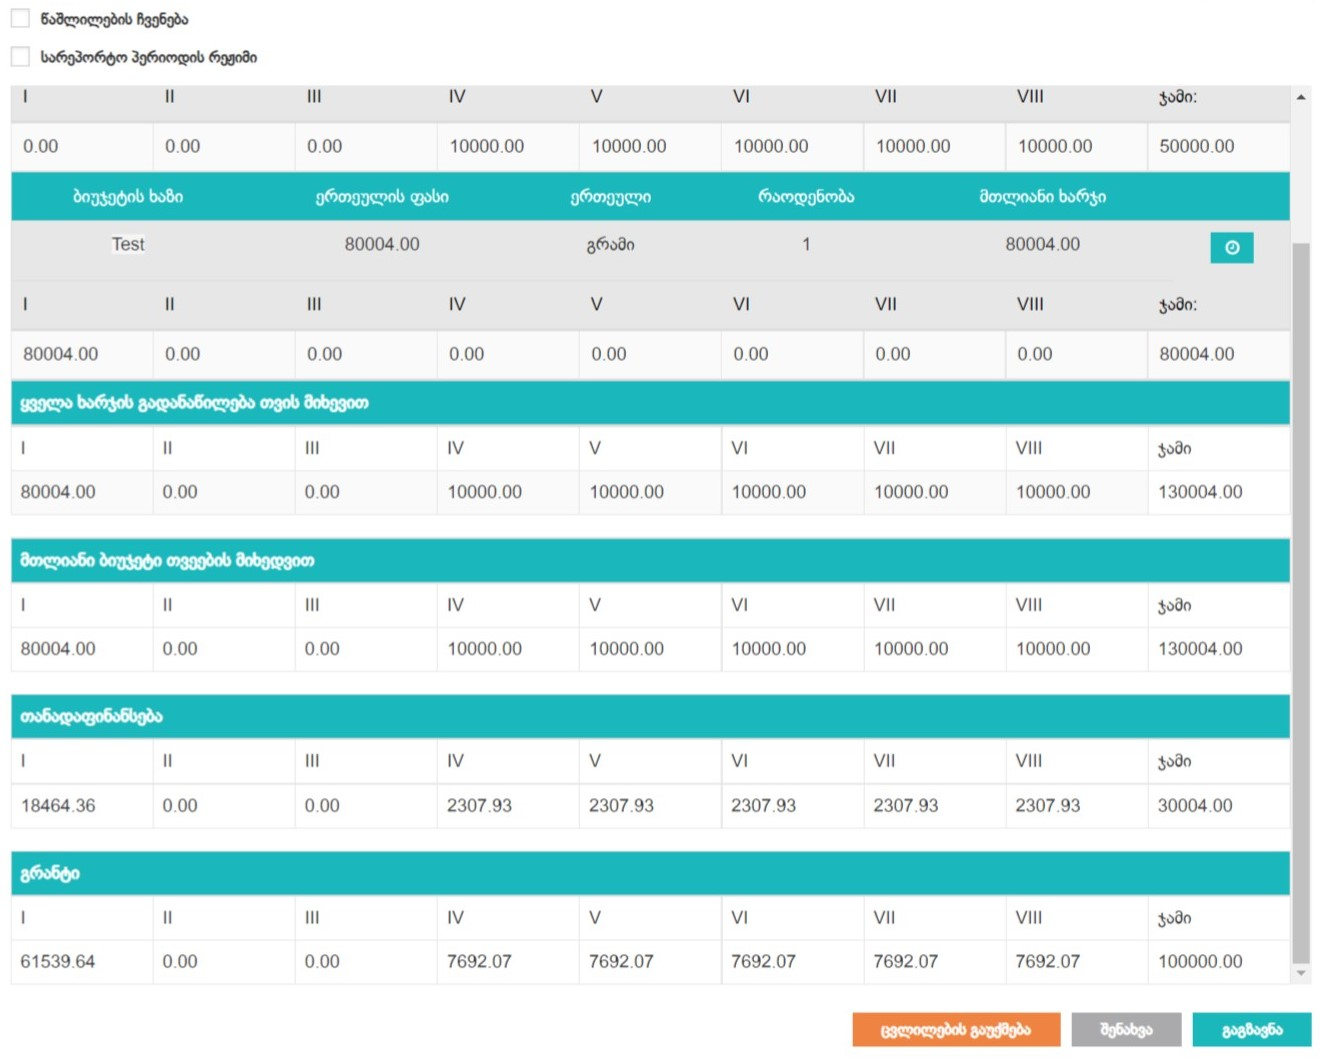 წაშლილების ჩვენება
სარეპორტო პერიოდის რეჟიმი
I II III IV V VI VII VIII ჯამი:
0.00 0.00 0.00 10000.00 10000.00 10000.00 10000.00 10000.00 50000.00
ბიუჯეტის ხაზი ერთეულის ფასი ერთეული რაოდენობა მთლიანი ხარჯი
Test 80004.00 გრამი 1 80004.00
I II III IV V VI VII VIII ჯამი:
80004.00 0.00 0.00 0.00 0.00 0.00 0.00 0.00 80004.00
ყველა ხარჯის გადანაწილება თვის მიხევით
I II III IV V VI VII VIII ჯამი
80004.00 0.00 0.00 10000.00 10000.00 10000.00 10000.00 10000.00 130004.00
მთლიანი ბიუჯეტი თვეების მიხედვით
I II III IV V VI VII VIII ჯამი
80004.00 0.00 0.00 10000.00 10000.00 10000.00 10000.00 10000.00 130004.00
თანადაფინანსება
I II III IV V VI VII VIII ჯამი
18464.36 0.00 0.00 2307.93 2307.93 2307.93 2307.93 2307.93 30004.00
გრანტი
I II III IV V VI VII VIII ჯამი
61539.64 0.00 0.00 7692.07 7692.07 7692.07 7692.07 7692.07 100000.00
ცვლილების გაუქმება შენახვა გაგზავნა